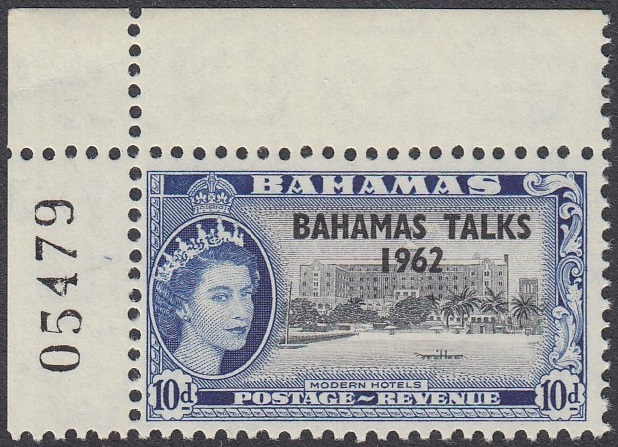 05479
BAHAMAS
BAHAMAS TALKS
1962
MODERN HOTELS
10d POSTAGE~REVENUE 10d